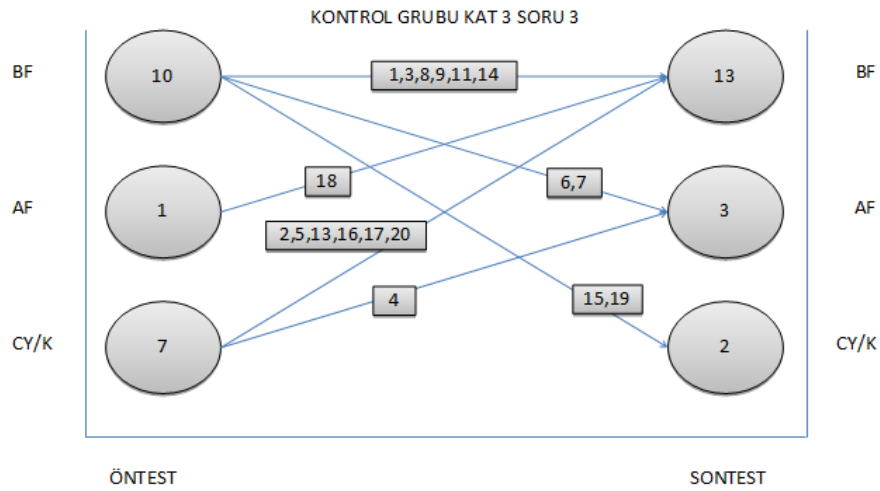 KONTROL GRUBU KAT 3 SORU 3
BF 10 1,3,8,9,11,14 13 BF
18 6,7
AF 1 3 AF
2,5,13,16,17,20
4 15,19
CY/K 7 2 CY/K
ÖNTEST SONTEST